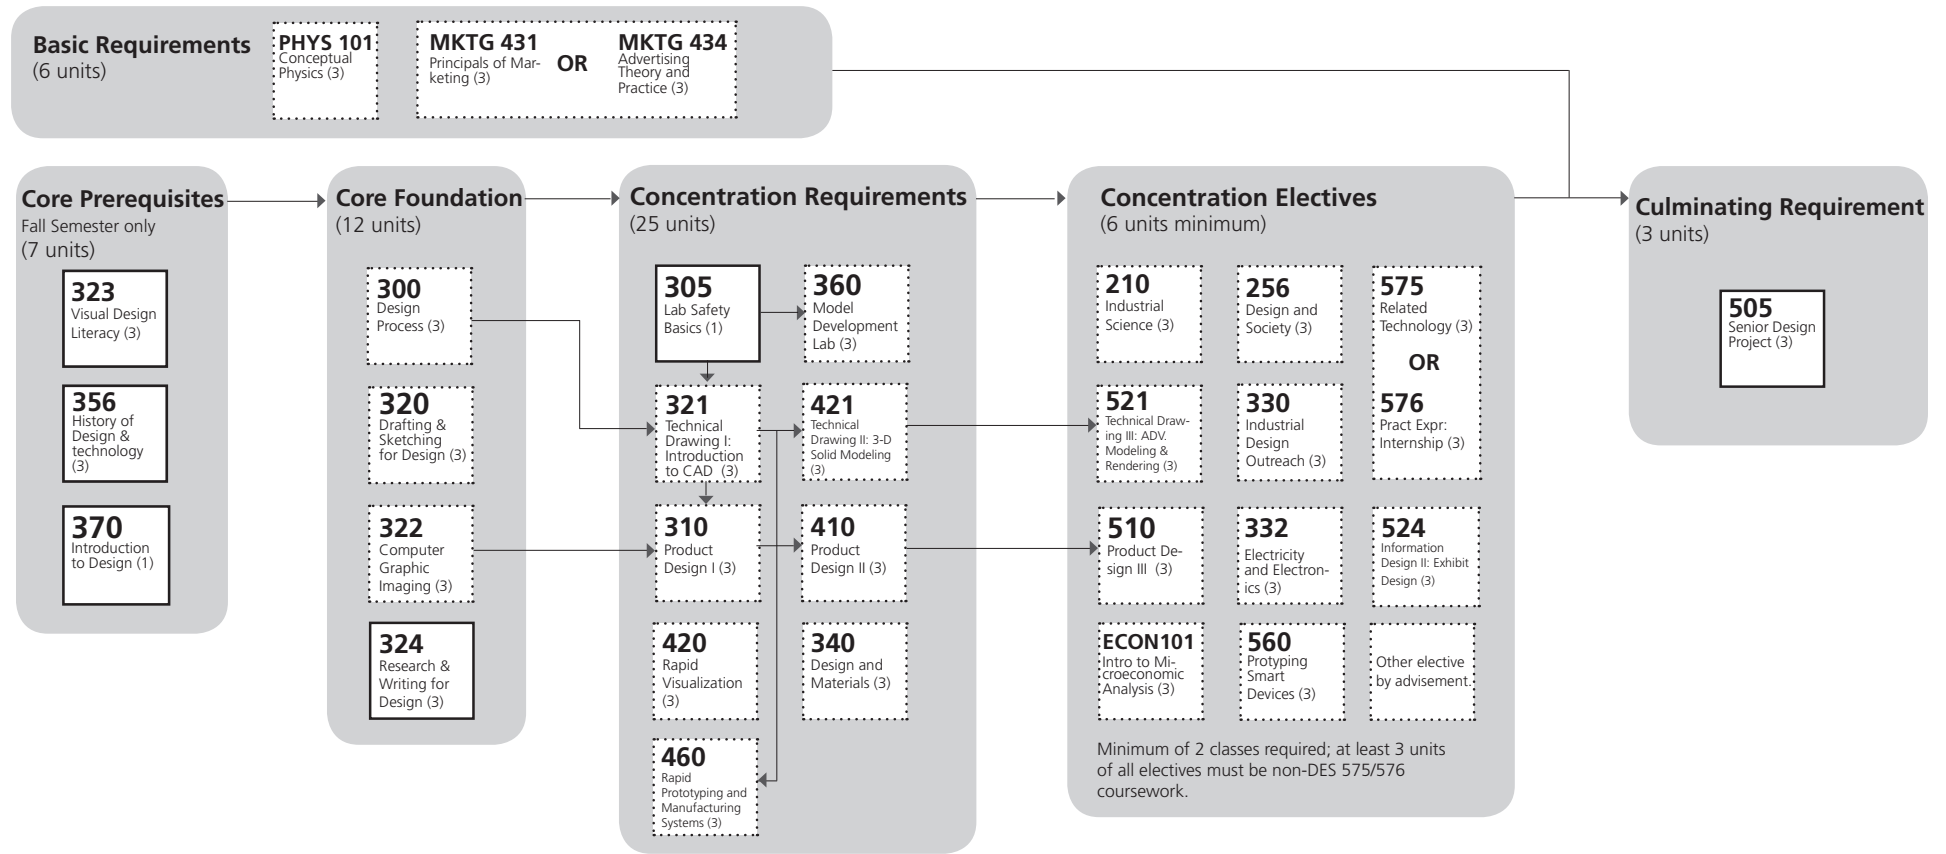 Basic Requirements
(6 units)
PHYS 101
Conceptual
Physics (3)
MKTG 431
Principals of Mar-
keting (3)
OR
MKTG 434
Advertising
Theory and
Practice (3)
Core Prerequisites
Fall Semester only
(7 units)
323
Visual Design
Literacy (3)
356
History of
Design &
technology
(3)
370
Introduction
to Design (1)
Core Foundation
(12 units)
300
Design
Process (3)
320
Drafting &
Sketching
for Design (3)
322
Computer
Graphic
Imaging (3)
324
Research &
Writing for
Design (3)
Concentration Requirements
(25 units)
305
Lab Safety
Basics (1)
360
Model
Development
Lab (3)
321
Technical
Drawing I:
Introduction
to CAD (3)
421
Technical
Drawing II: 3-D
Solid Modeling
(3)
310
Product
Design I (3)
410
Product
Design II (3)
420
Rapid
Visualization
(3)
340
Design and
Materials (3)
460
Rapid
Prototyping and
Manufacturing
Systems (3)
Concentration Electives
(6 units minimum)
210
Industrial
Science (3)
256
Design and
Society (3)
575
Related
Technology (3)
OR
576
Pract Expr:
Internship (3)
521
Technical Draw-
ing III: ADV.
Modeling &
Rendering (3)
330
Industrial
Design
Outreach (3)
510
Product De-
sign III (3)
332
Electricity
and Electron-
ics (3)
524
Information
Design II: Exhibit
Design (3)
ECON101
Intro to Mi-
croeconomic
Analysis (3)
560
Protyping
Smart
Devices (3)
Other elective
by advisement.
Minimum of 2 classes required; at least 3 units
of all electives must be non-DES 575/576
coursework.
Culminating Requirement
(3 units)
505
Senior Design
Project (3)